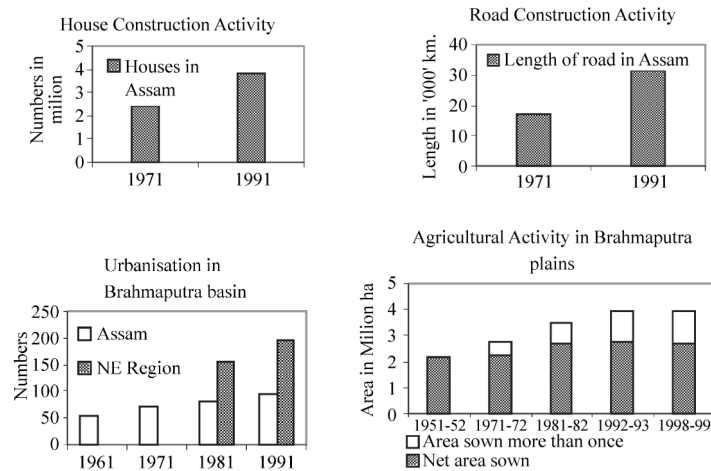 House Construction Activity
Numbers in
milion
5
4
3
2
1
0
Houses in
Assam
1971
1991
Road Construction Activity
Length in '000' km.
40
30
20
10
0
Length of road in Assam
1971
1991
Urbanisation in
Brahmaputra basin
Numbers
250
200
150
100
50
0
Assam
NE Region
1961
1971
1981
1991
Agricultural Activity in Brahmaputra
plains
Area in Milion ha
5
4
3
2
1
0
1951-52
1971-72
1981-82
1992-93
1998-99
Area sown more than once
Net area sown